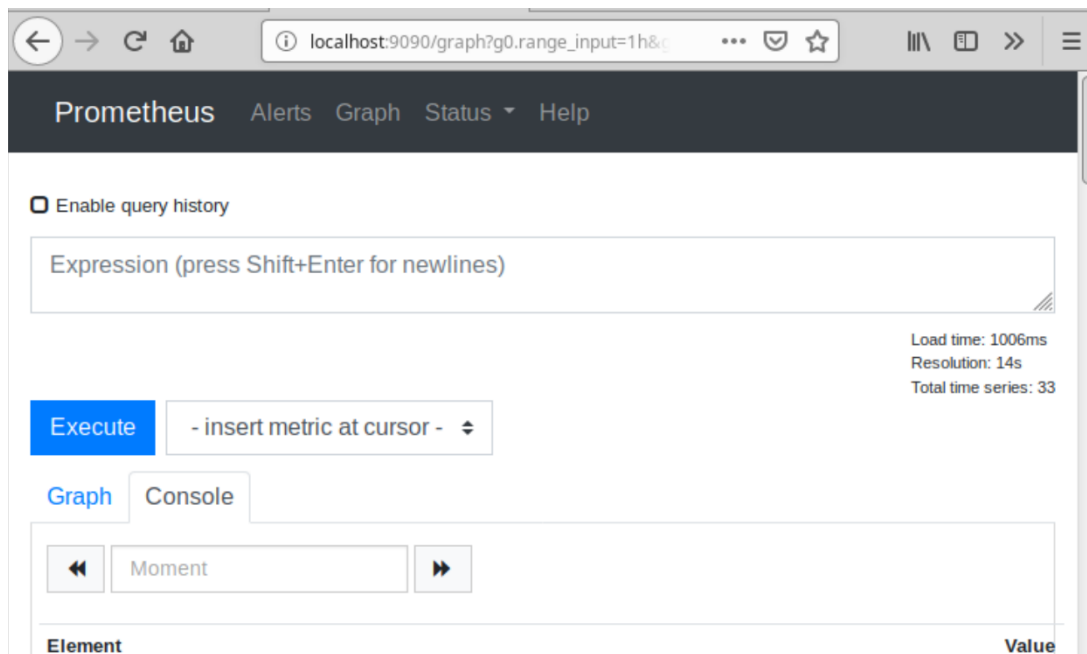 localhost:9090/graph?g0.range_input=1h&g
Prometheus Alerts Graph Status Help
Enable query history
Expression (press Shift+Enter for newlines)
Load time: 1006ms
Resolution: 14s
Total time series: 33
Execute - insert metric at cursor -
Graph Console
Moment
Element Value